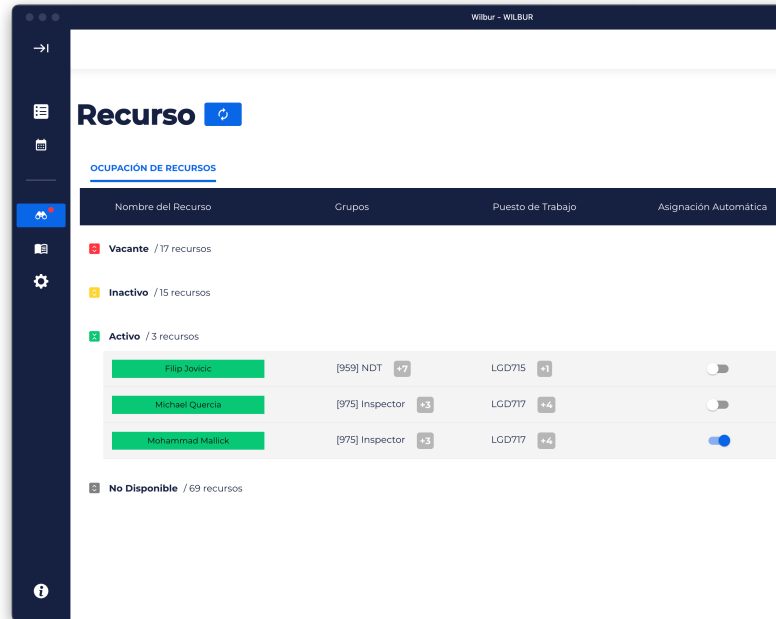 Wilbur – WILBUR
Recurso
OCUPACIÓN DE RECURSOS
Nombre del Recurso Grupos Puesto de Trabajo Asignación Automática
Vacante / 17 recursos
Inactivo / 15 recursos
Activo / 3 recursos
Filip Jovicic [959] NDT +7 LGD715 +1
Michael Quercia [975] Inspector +3 LGD717 +4
Mohammad Mallick [975] Inspector +3 LGD717 +4
No Disponible / 69 recursos